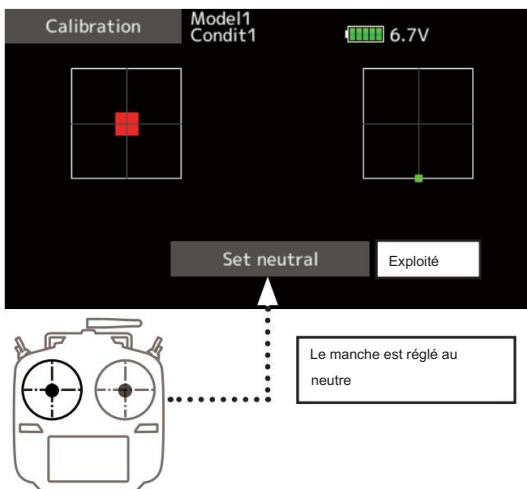 Calibration
Model1
Condit1
6.7V
Set neutral
Exploité
Le manche est réglé au
neutre